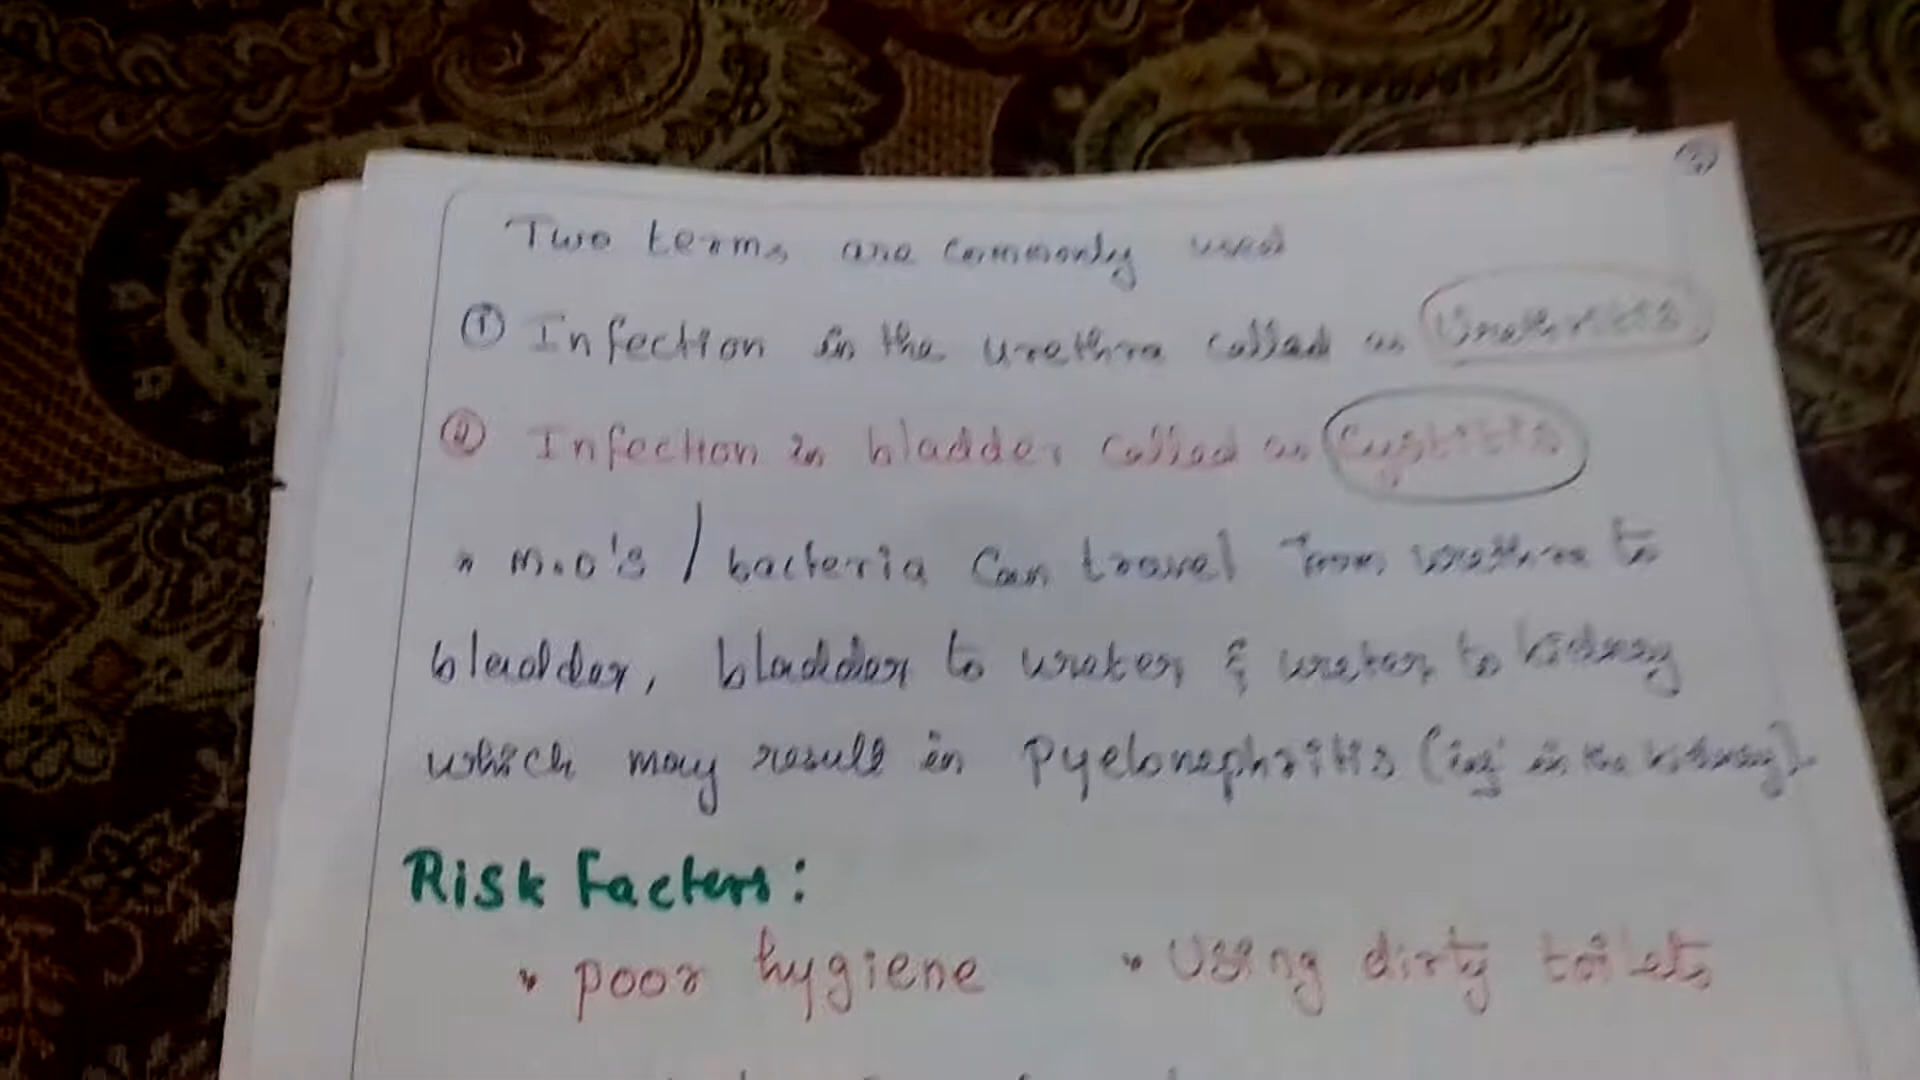 Two terms are commonly used
① Infection in the urethra called as Urethritis
② Infection in bladder called as Cystitis
" m.o's / bacteria can travel from urethra to
bladder, bladder to ureter & ureter to kidney
which may result in Pyelonephritis (inf in the kidney).
Risk Factors:
" poor hygiene " Using dirty toilets